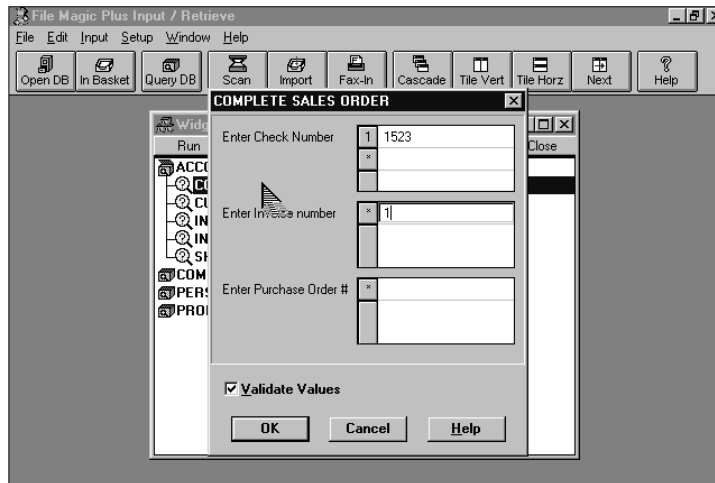 File Magic Plus Input / Retrieve
File Edit Input Setup Window Help
Open DB In Basket Query DB Scan Import Fax-In Cascade Tile Vert Tile Horz Next Help
COMPLETE SALES ORDER
Widg
Run Close
Enter Check Number 1 1523
*
ACCO
CO
CU
Enter Invoice number * 1
IN
IN
SH
COM
Enter Purchase Order # *
PERS
PROD
Validate Values
OK Cancel Help